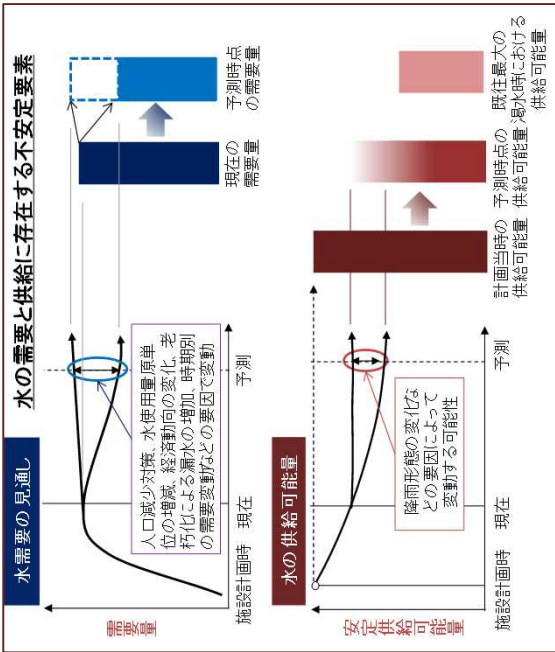 水の需要と供給に存在する不安定要素
水需要の見通し
需要量
人口減少対策、水使用量原単
位の増減、経済動向の変化、老
朽化による漏水の増加、時期別
の需要変動などの要因で変動
施設計画時
現在
予測
現在の
需要量
予測時点
の需要量
水の供給可能量
安定供給可能量
降雨形態の変化な
どの要因によって
変動する可能性
施設計画時
現在
予測
計画当時の
供給可能量
予測時点の
供給可能量
既往最大の
渇水時における
供給可能量